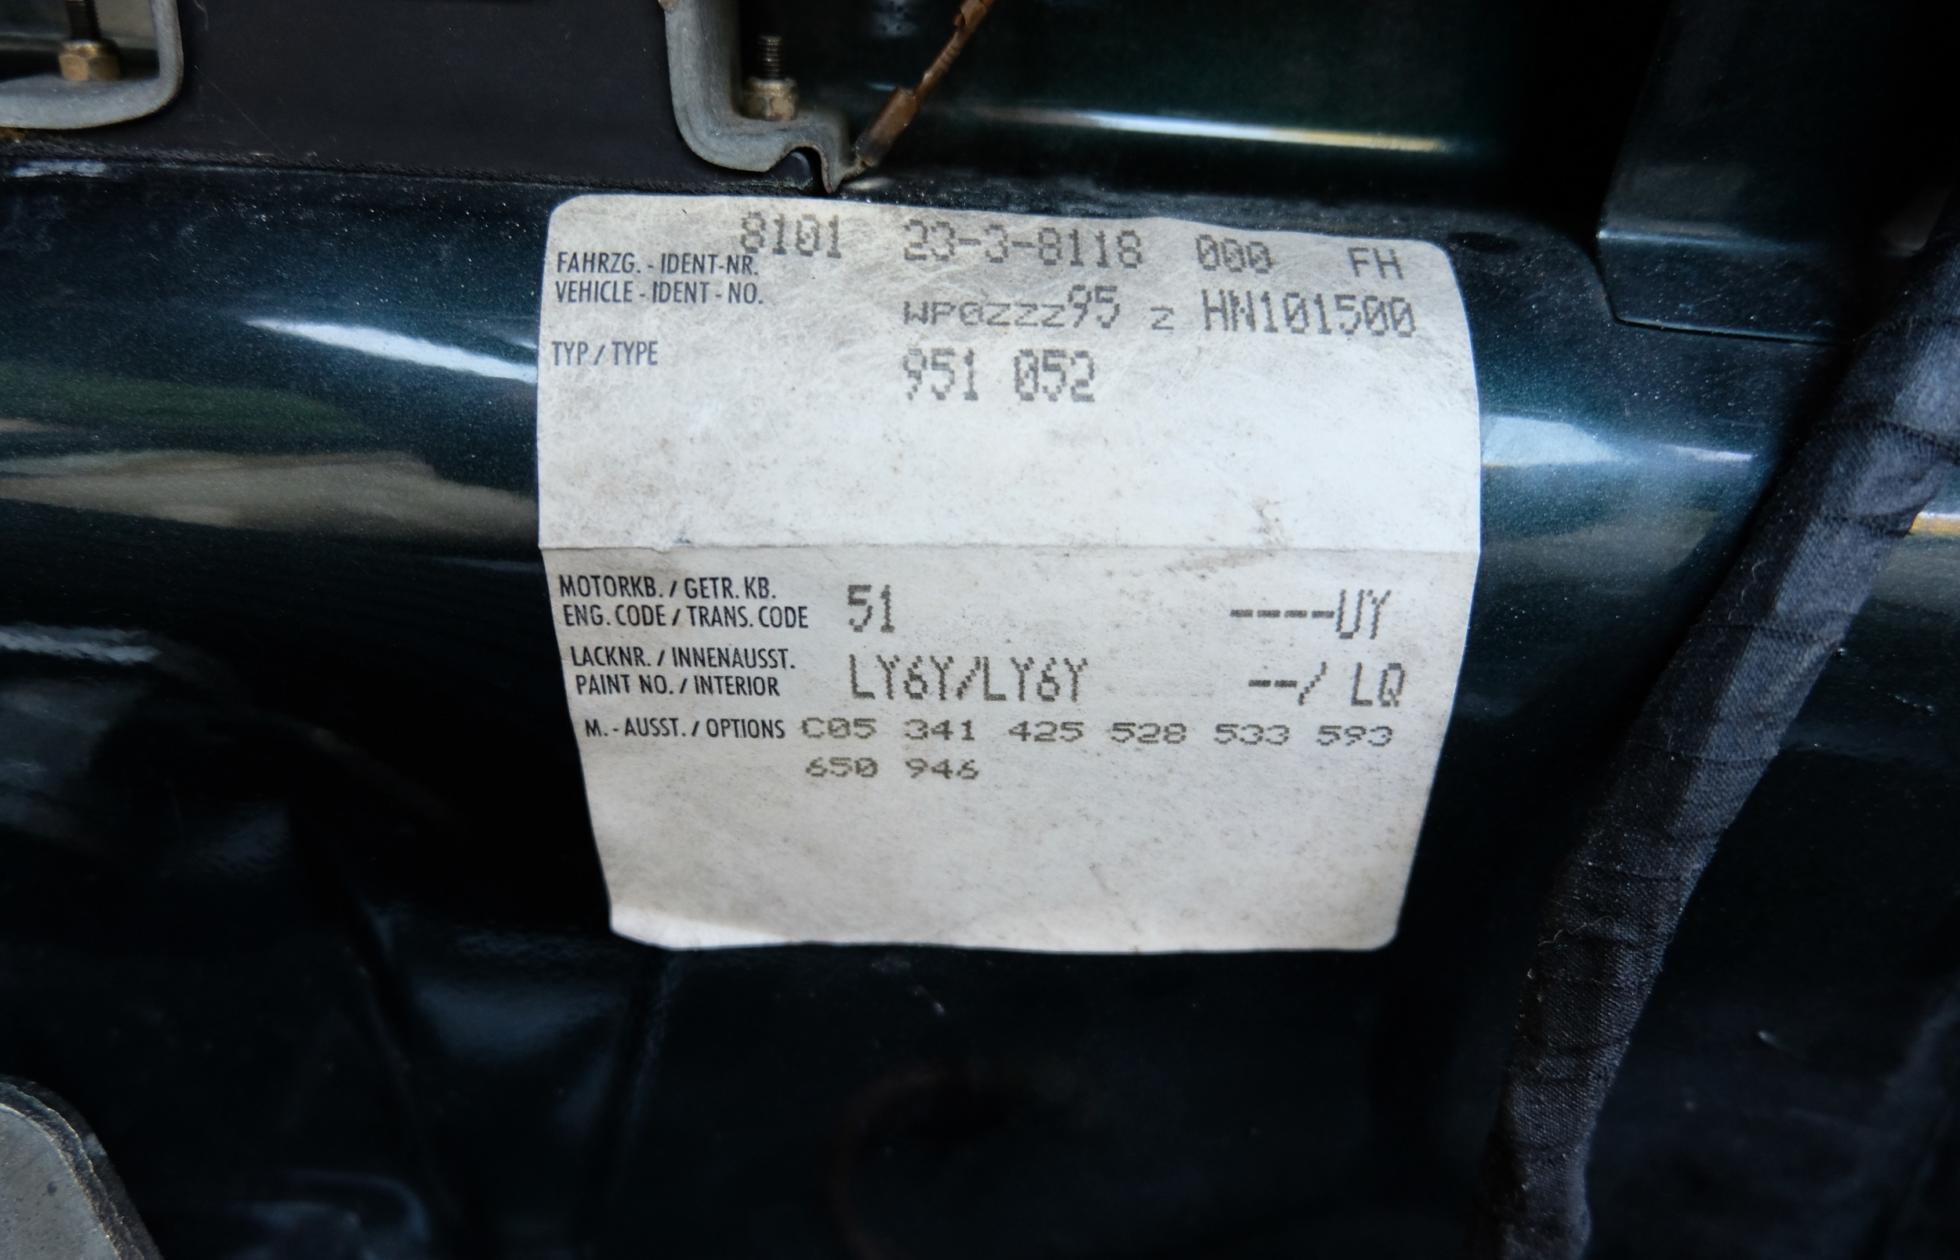 8101 23-3-8118 000 FH
FAHRZG. - IDENT-NR.
VEHICLE - IDENT - NO. WP0ZZZ95 Z HN101500
TYP / TYPE 951 052
MOTORKB. / GETR. KB.
ENG. CODE / TRANS. CODE 51 ----UY
LACKNR. / INNENAUSST.
PAINT NO. / INTERIOR LY6Y/LY6Y --/ LQ
M. - AUSST. / OPTIONS C05 341 425 528 533 593
650 946